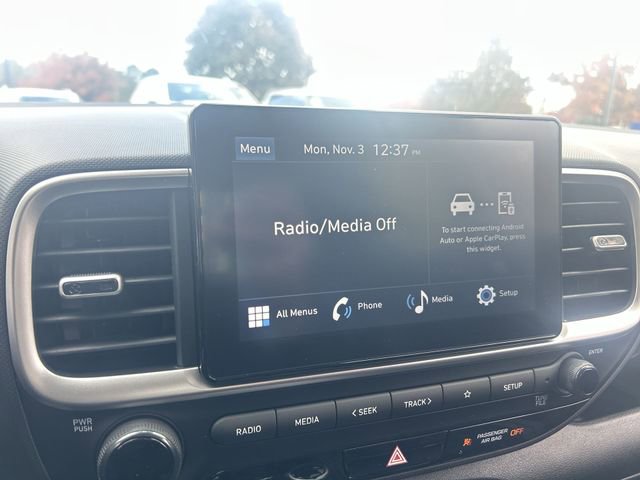 Menu
Mon, Nov. 3 12:37 PM
Radio/Media Off
To start connecting Android
Auto or Apple CarPlay, press
this widget.
All Menus
Phone
Media
Setup
PWR
PUSH
RADIO
MEDIA
< SEEK
TRACK >
☆
SETUP
ENTER
TUNE
FILE
PASSENGER
AIR BAG
OFF